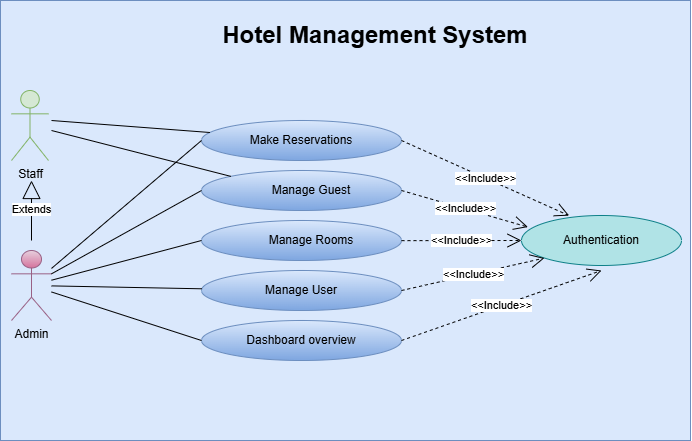 Hotel Management System
Staff
Extends
Admin
Make Reservations
Manage Guest
Manage Rooms
Manage User
Dashboard overview
<<Include>>
<<Include>>
<<Include>>
<<Include>>
<<Include>>
Authentication